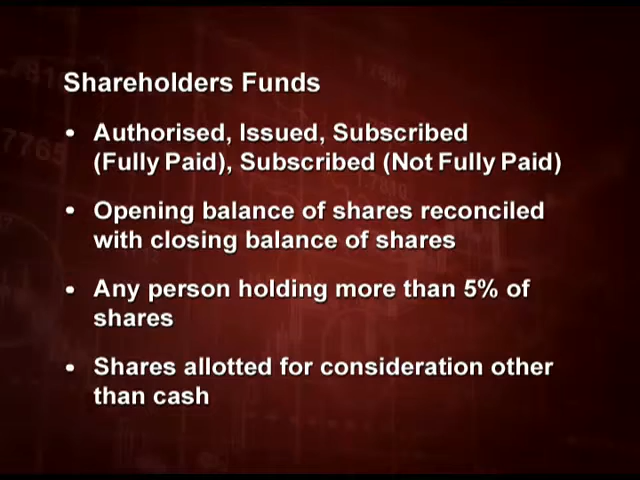 Shareholders Funds
• Authorised, Issued, Subscribed
(Fully Paid), Subscribed (Not Fully Paid)
• Opening balance of shares reconciled
with closing balance of shares
• Any person holding more than 5% of
shares
• Shares allotted for consideration other
than cash